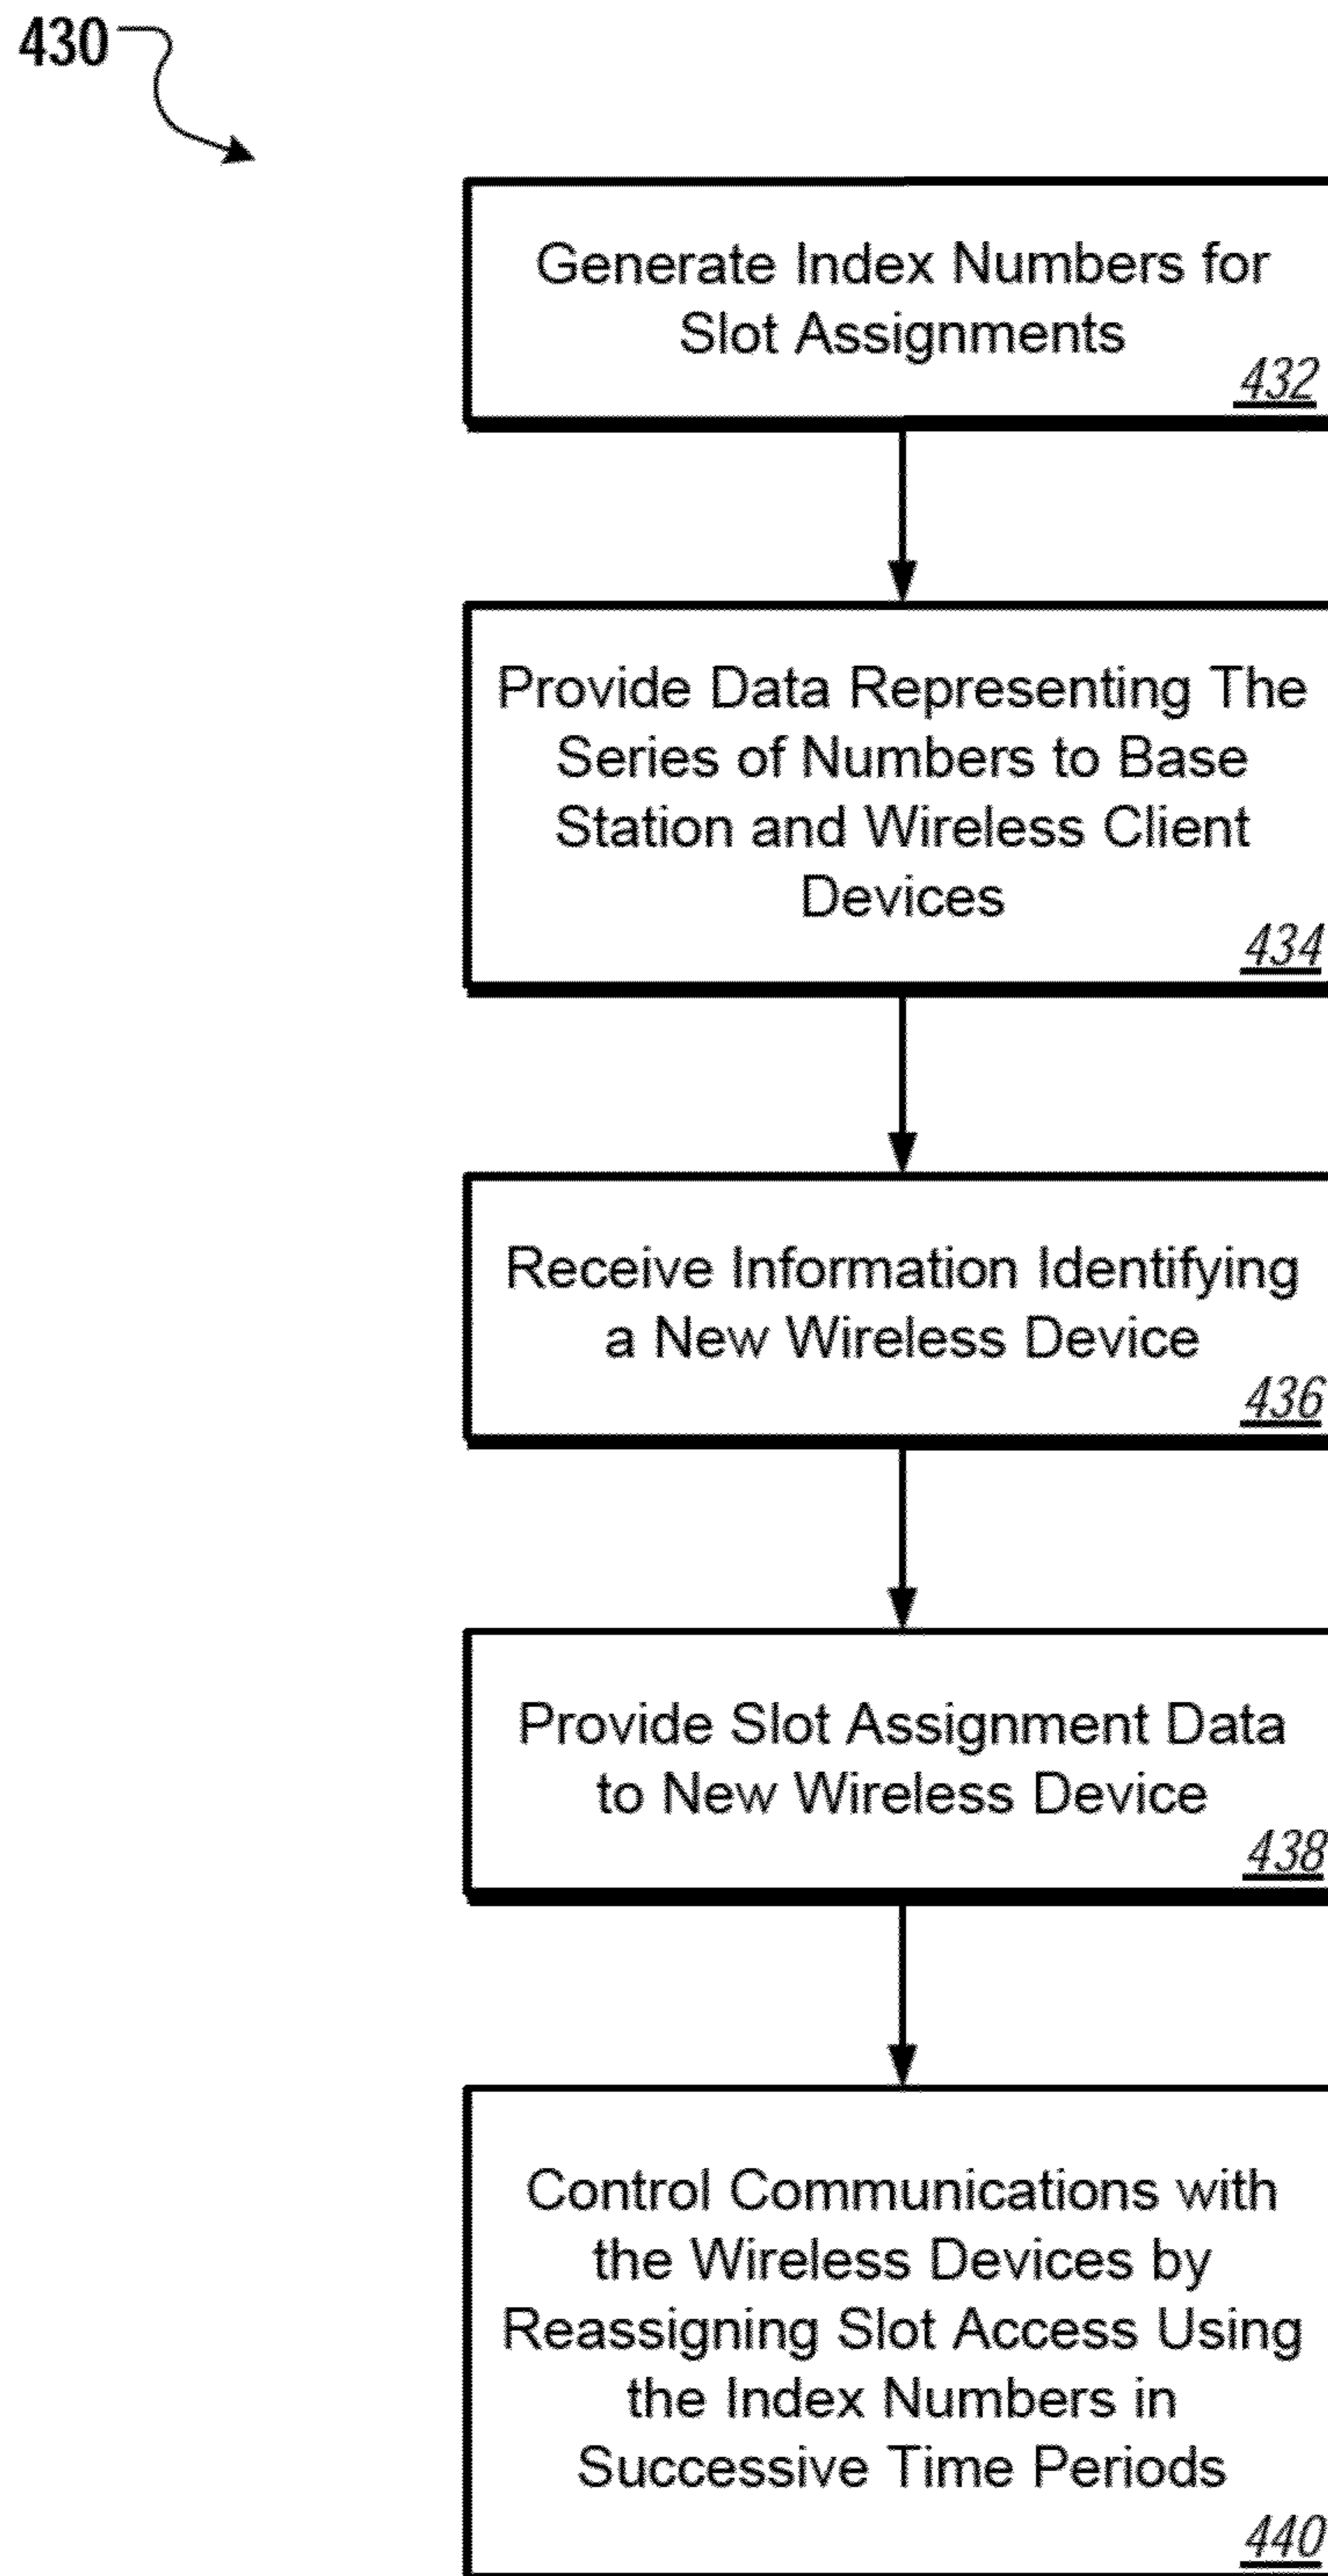 430
Generate Index Numbers for
Slot Assignments
432
Provide Data Representing The
Series of Numbers to Base
Station and Wireless Client
Devices
434
Receive Information Identifying
a New Wireless Device
436
Provide Slot Assignment Data
to New Wireless Device
438
Control Communications with
the Wireless Devices by
Reassigning Slot Access Using
the Index Numbers in
Successive Time Periods
440